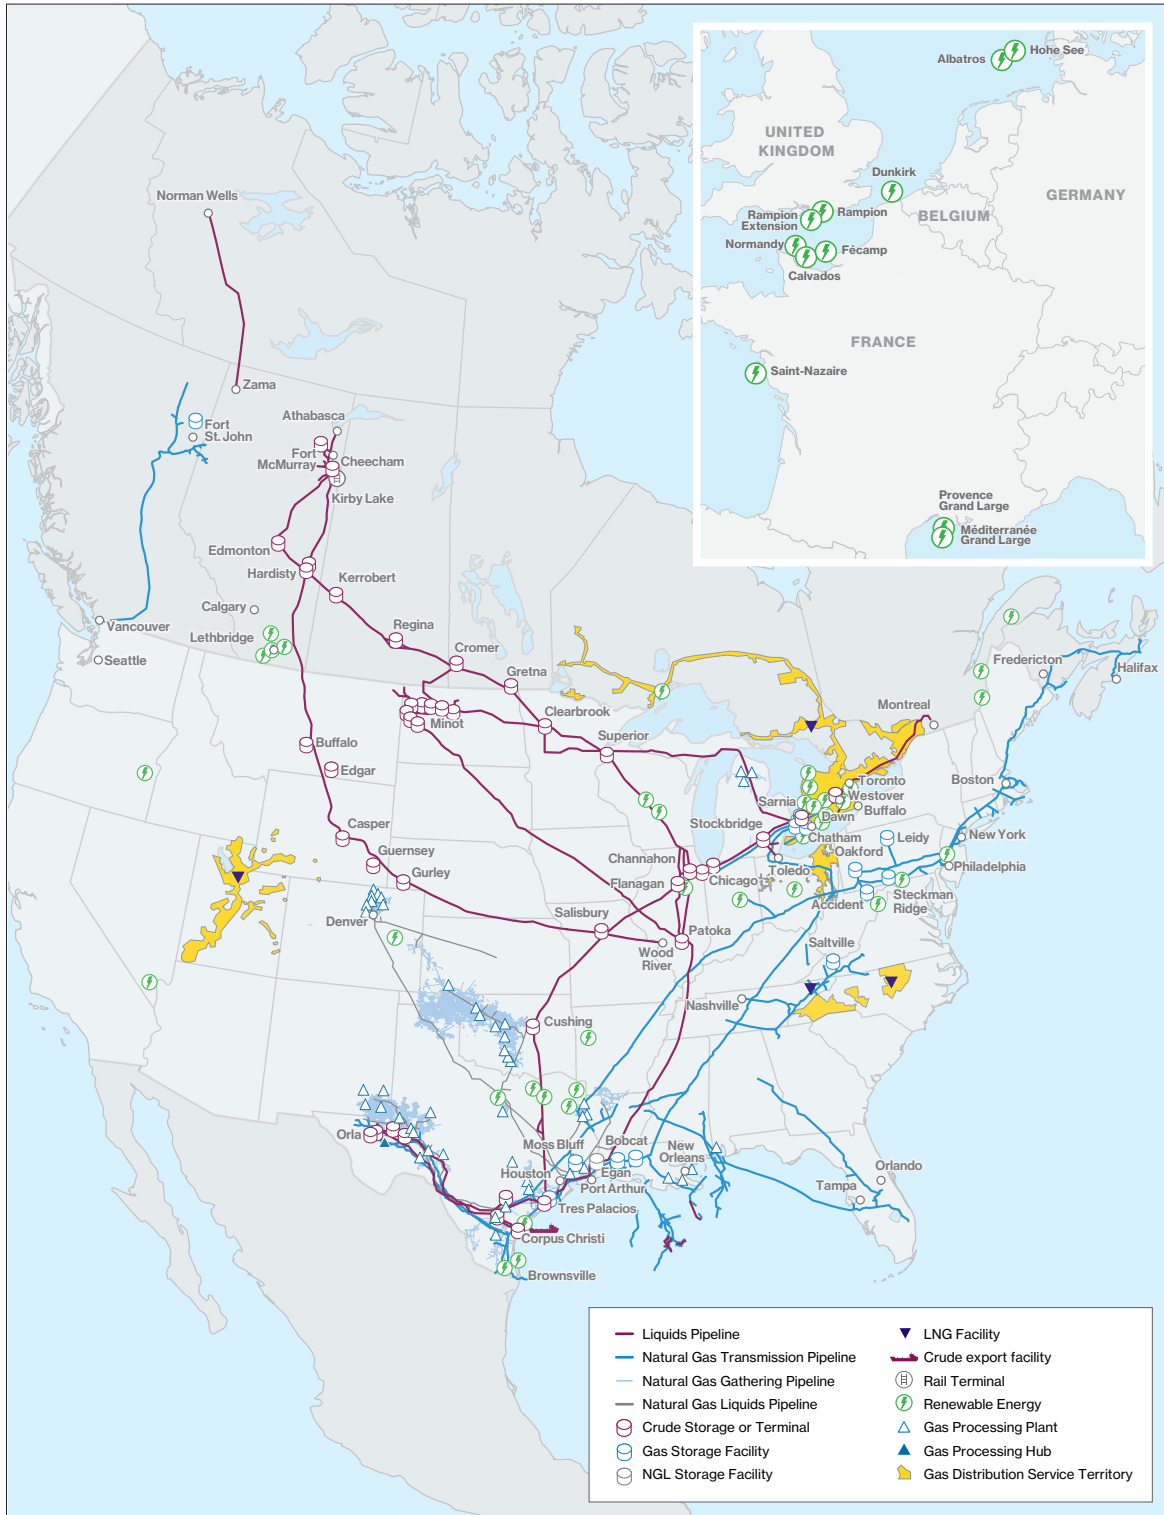 Albatros
Hohe See
UNITED
KINGDOM
Dunkirk
GERMANY
Rampion
Rampion
Extension
BELGIUM
Normandy
Fécamp
Calvados
FRANCE
Saint-Nazaire
Provence
Grand Large
Méditerranée
Grand Large
Norman Wells
Zama
Athabasca
Fort
St. John
Fort
McMurray
Cheecham
Kirby Lake
Edmonton
Hardisty
Kerrobert
Calgary
Vancouver
Regina
Lethbridge
Seattle
Cromer
Gretna
Fredericton
Halifax
Montreal
Minot
Clearbrook
Superior
Buffalo
Edgar
Boston
Toronto
Westover
Buffalo
Sarnia
Dawn
Stockbridge
Chatham
Leidy
New York
Casper
Oakford
Guernsey
Channahon
Toledo
Philadelphia
Gurley
Flanagan
Chicago
Steckman
Ridge
Accident
Denver
Salisbury
Patoka
Wood
River
Saltville
Nashville
Cushing
Orla
Moss Bluff
Bobcat
New
Orleans
Houston
Egan
Port Arthur
Orlando
Tampa
Tres Palacios
Corpus Christi
Brownsville
Liquids Pipeline
Natural Gas Transmission Pipeline
Natural Gas Gathering Pipeline
Natural Gas Liquids Pipeline
Crude Storage or Terminal
Gas Storage Facility
NGL Storage Facility
LNG Facility
Crude export facility
Rail Terminal
Renewable Energy
Gas Processing Plant
Gas Processing Hub
Gas Distribution Service Territory